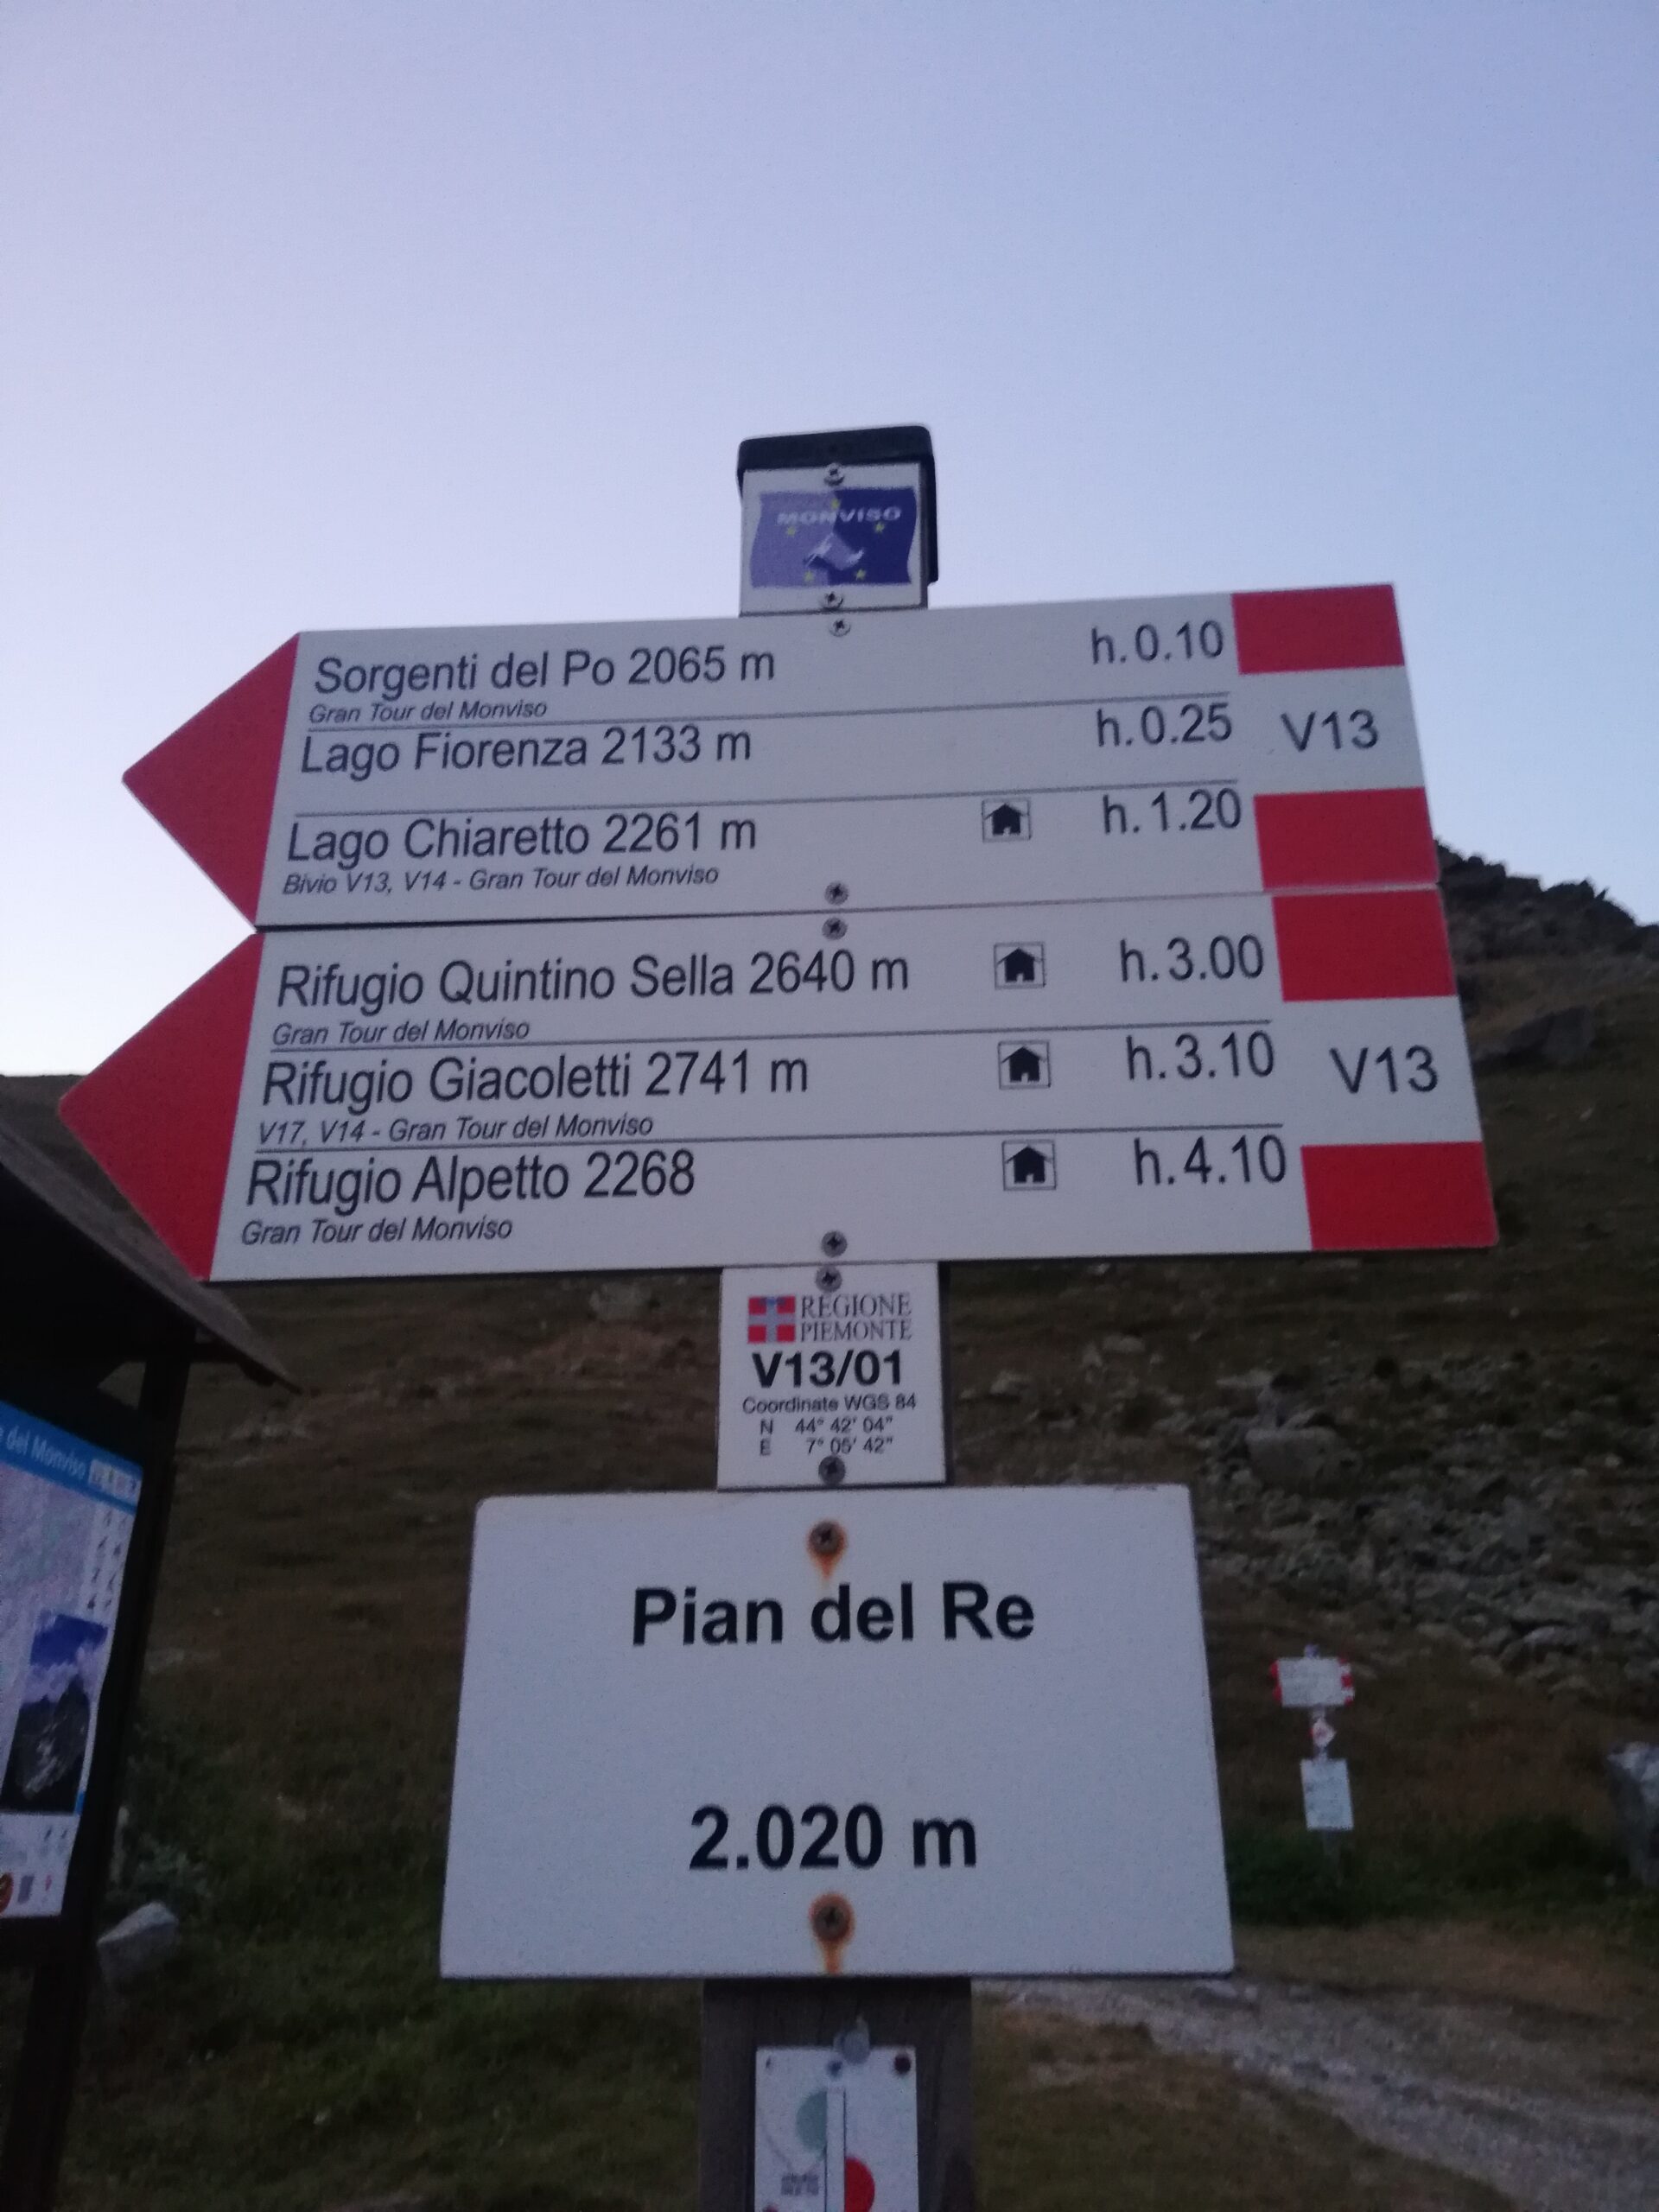 MONVISO
Sorgenti del Po 2065 m h.0.10
Gran Tour del Monviso
Lago Fiorenza 2133 m h.0.25
V13
Lago Chiaretto 2261 m h.1.20
Bivio V13, V14 - Gran Tour del Monviso
Rifugio Quintino Sella 2640 m h.3.00
Gran Tour del Monviso
Rifugio Giacoletti 2741 m h.3.10
V13
V17, V14 - Gran Tour del Monviso
Rifugio Alpetto 2268 h.4.10
Gran Tour del Monviso
REGIONE
PIEMONTE
V13/01
Coordinate WGS 84
N 44° 42' 04"
E 7° 05' 42"
del Monviso
Pian del Re
2.020 m